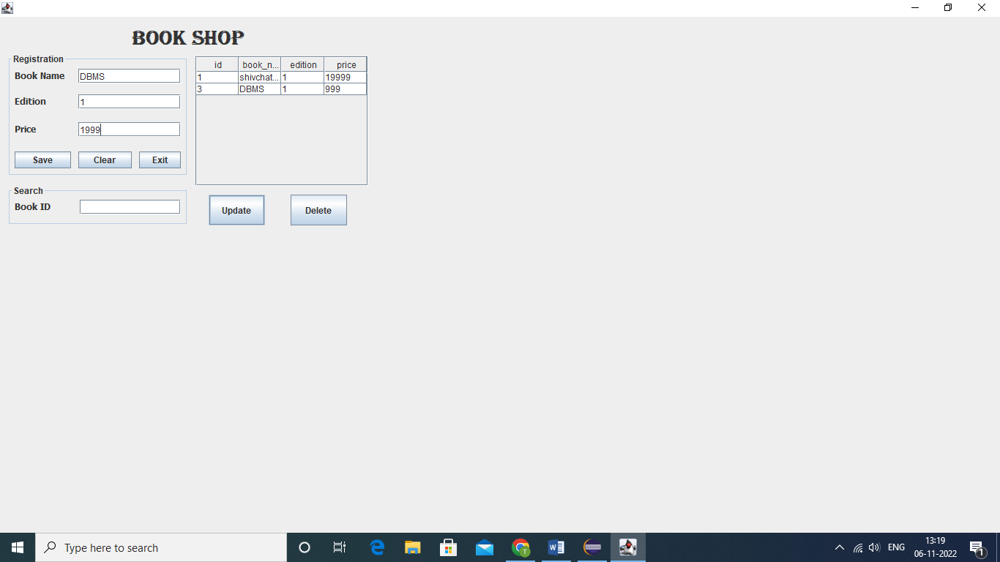 BOOK SHOP
Registration
Book Name DBMS
Edition 1
Price 1999
Save Clear Exit
Search
Book ID
id book_n... edition price
1 shivchat... 1 19999
3 DBMS 1 999
Update Delete
Type here to search
ENG
13:19
06-11-2022
1